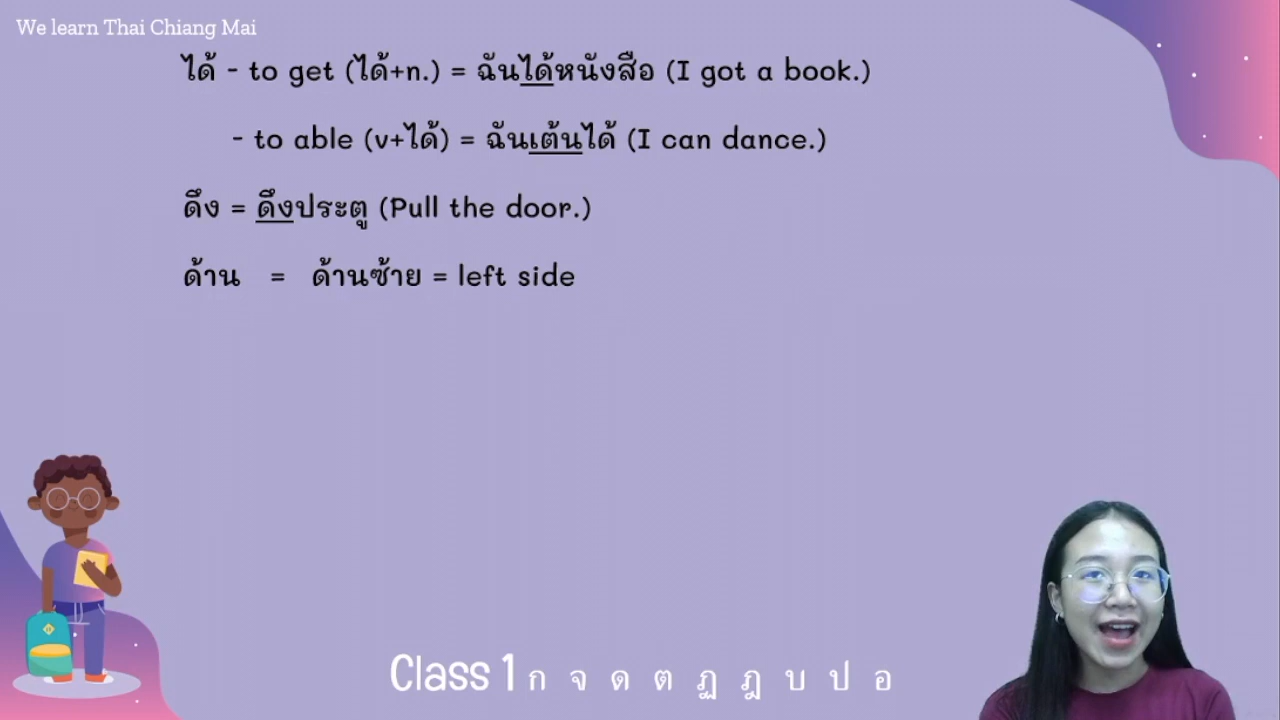 We learn Thai Chiang Mai
ได้ - to get (ได้+n.) = ฉันได้หนังสือ (I got a book.)
- to able (v+ได้) = ฉันเต้นได้ (I can dance.)
ดึง = ดึงประตู (Pull the door.)
ด้าน = ด้านซ้าย = left side
Class 1 ก จ ด ต ฏ ฎ บ ป อ